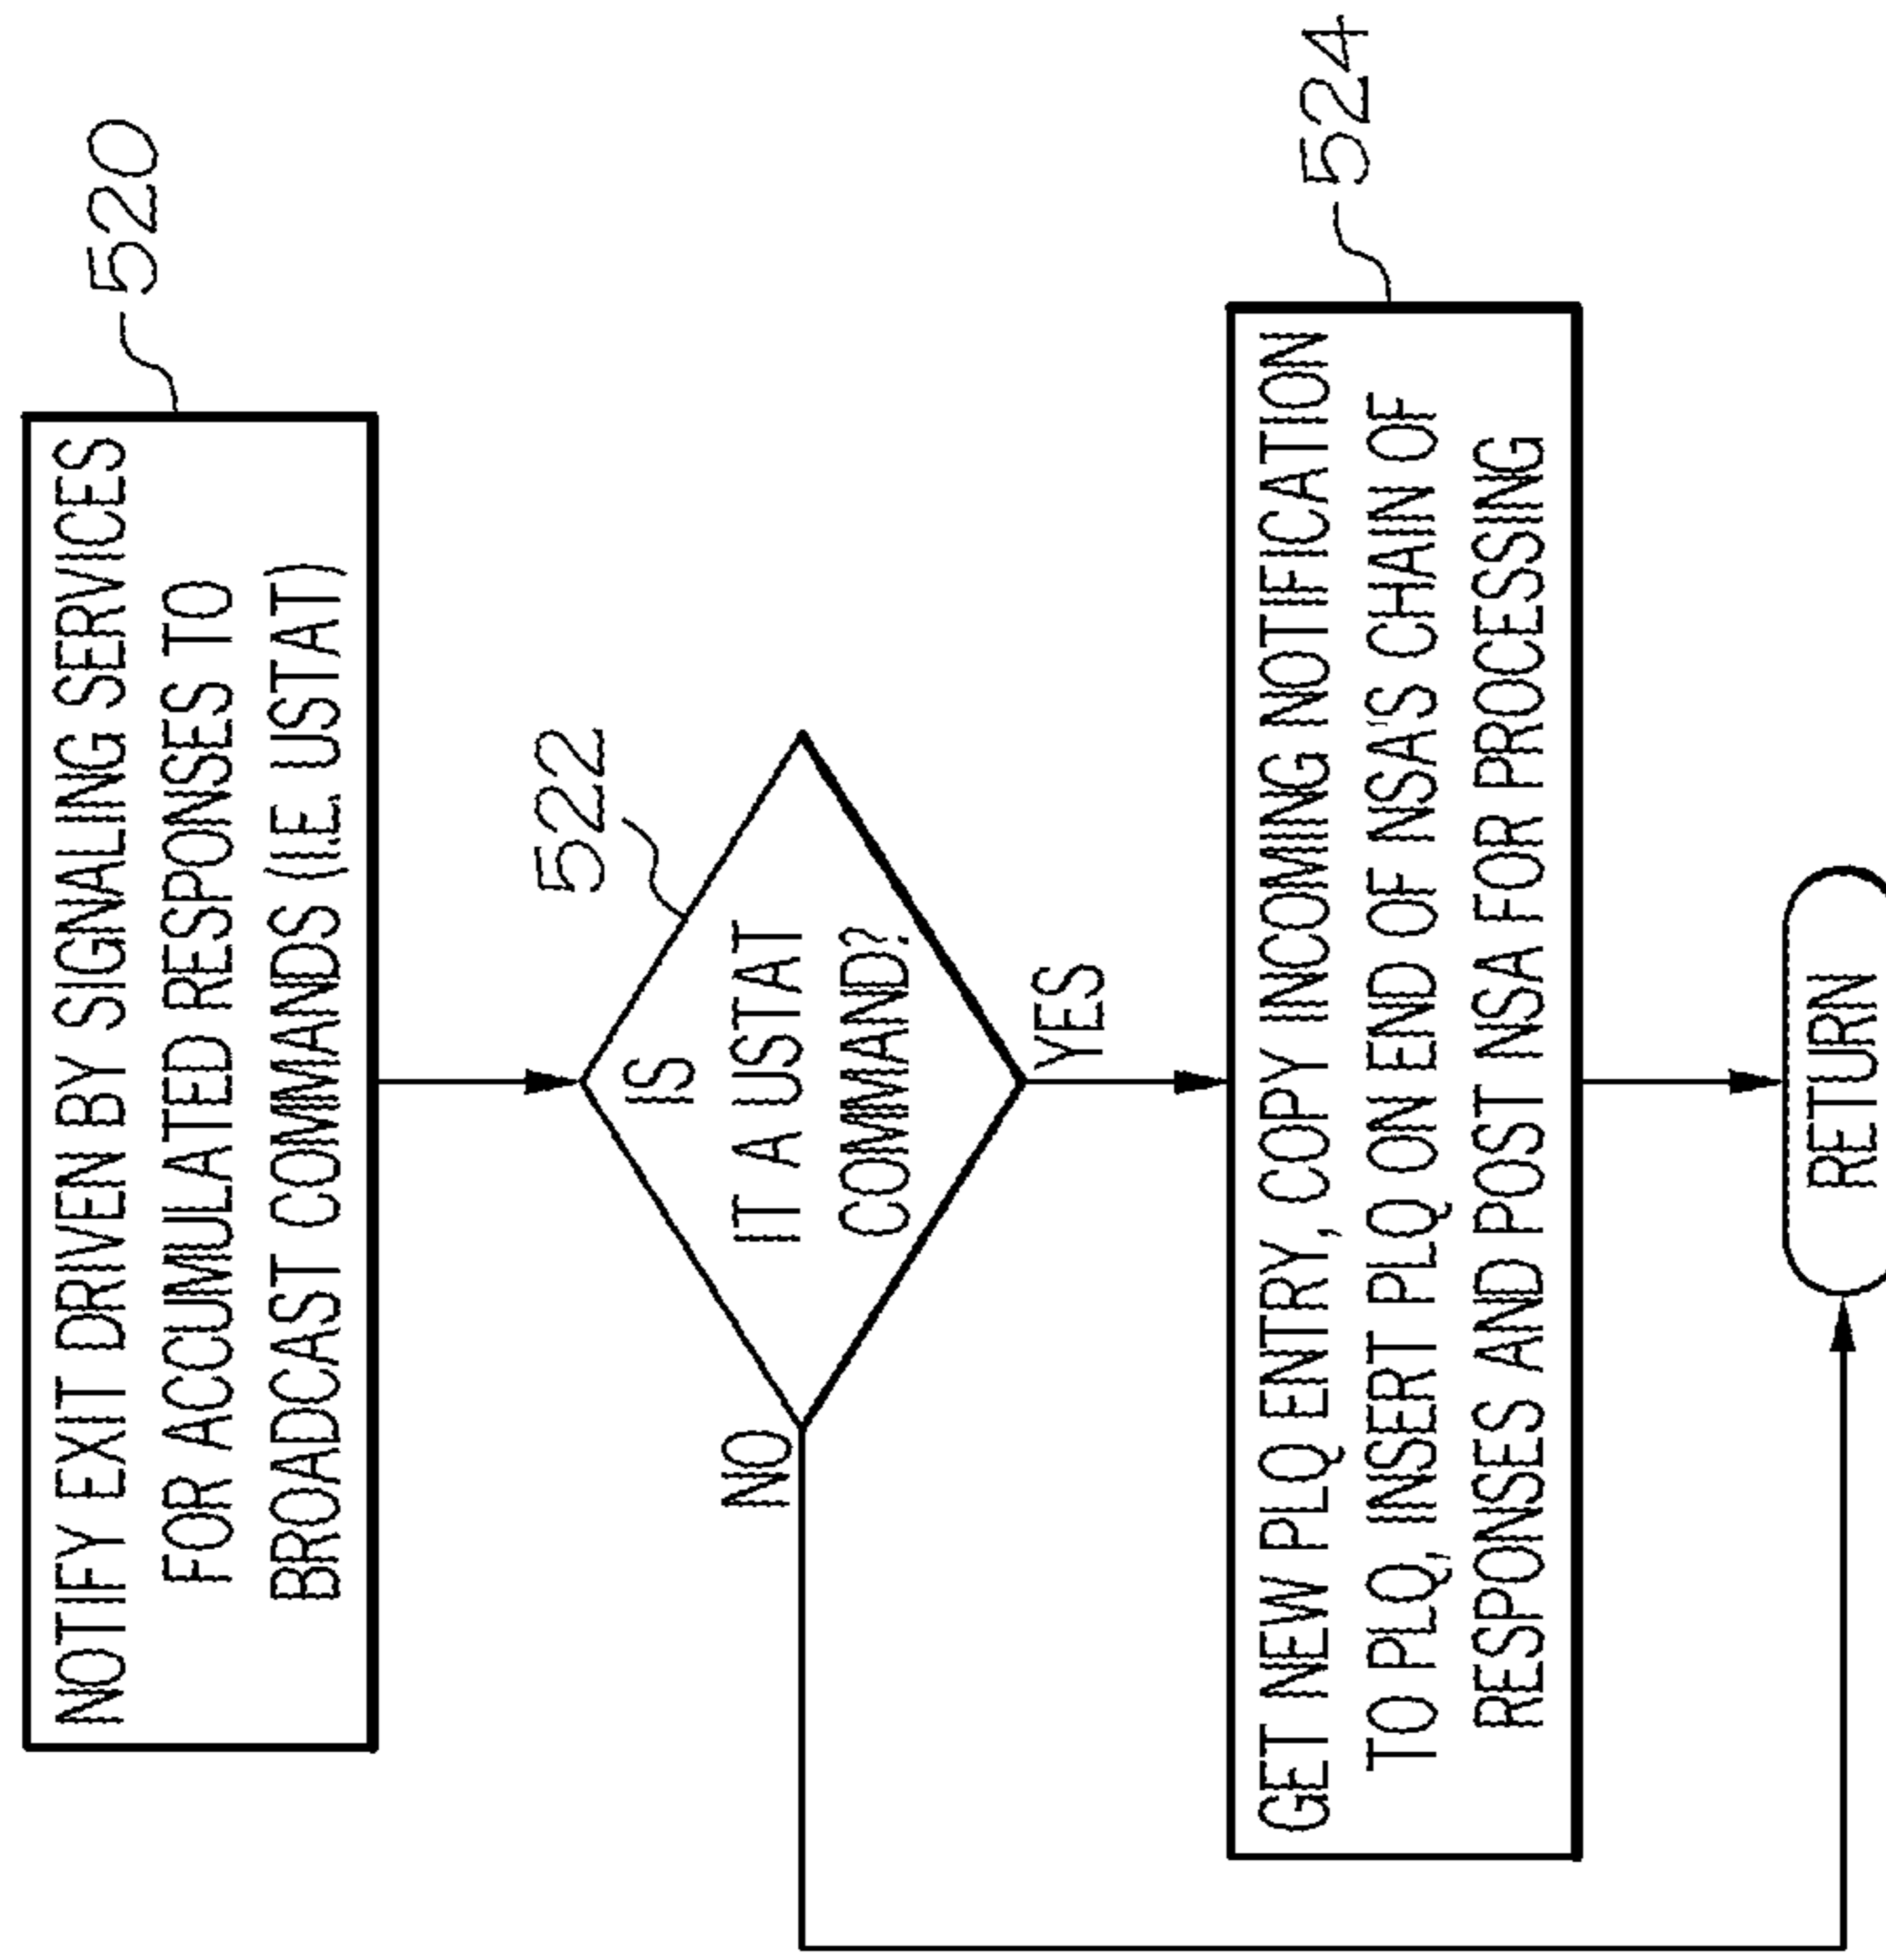 NOTIFY EXIT DRIVEN BY SIGNALING SERVICES
FOR ACCUMULATED RESPONSES TO
BROADCAST COMMANDS (I.E. USTAT)
520
IS
IT A USTAT
COMMAND?
522
NO
YES
GET NEW PLQ ENTRY, COPY INCOMING NOTIFICATION
TO PLQ, INSERT PLQ ON END OF NSA'S CHAIN OF
RESPONSES AND POST NSA FOR PROCESSING
524
RETURN